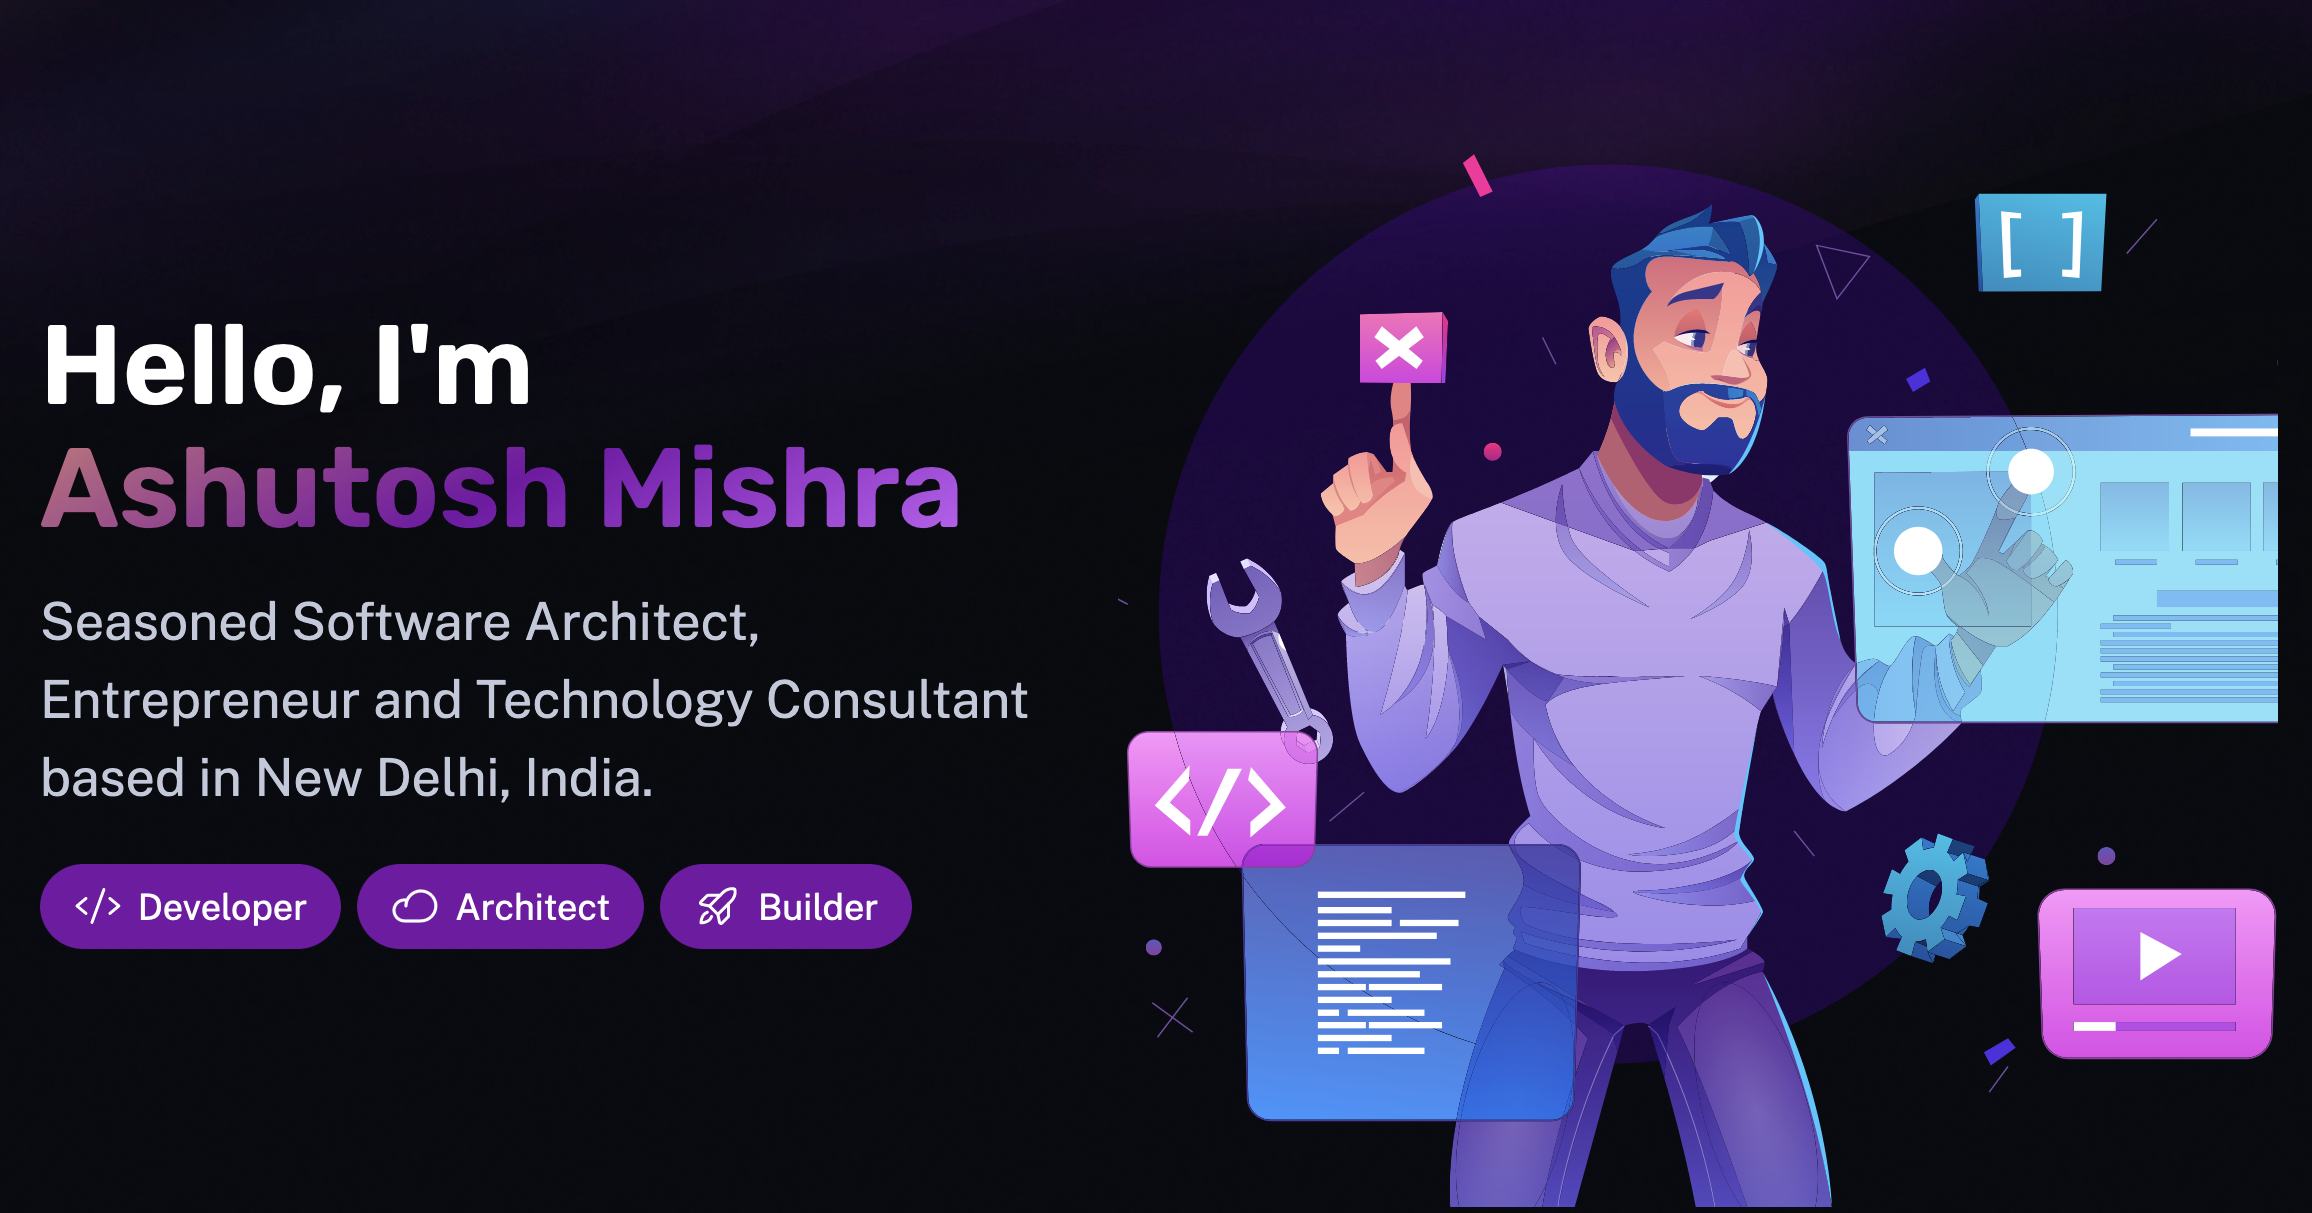 Hello, I'm
Ashutosh Mishra
Seasoned Software Architect,
Entrepreneur and Technology Consultant
based in New Delhi, India.
</> Developer
Architect
Builder
[ ]
</>